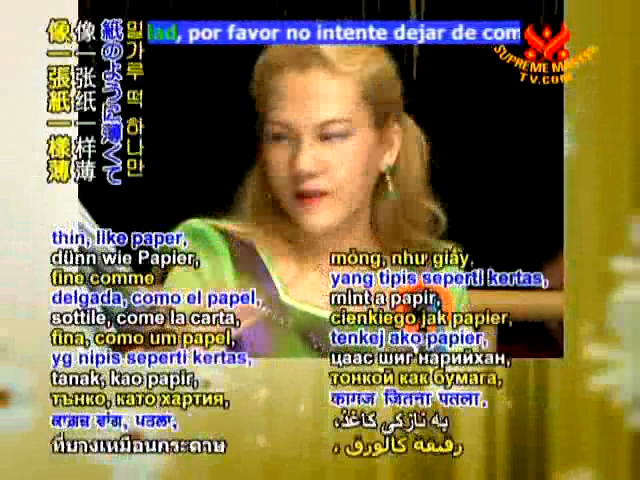 lad, por favor no intente dejar de com
SUPREME MASTER
TV.COM
像一張紙一樣薄
像一张纸一样薄
紙のように薄くて
밀가루 떡 하나만
thin, like paper,
dünn wie Papier,
fine comme
delgada, como el papel,
sottile, come la carta,
fina, como um papel,
yg nipis seperti kertas,
tanak, kao papir,
тънко, като хартия,
ਕਾਗਜ਼ ਵਾਂਗ, ਪਤਲਾ,
ที่บางเหมือนกระดาษ
mỏng, như giấy,
yang tipis seperti kertas,
mint a papír,
cienkiego jak papier,
tenkej ako papier,
цаас шиг нарийхан,
тонкой как бумага,
कागज जितना पतला,
به نازکی کاغذ،
رقيقة كالورق ،